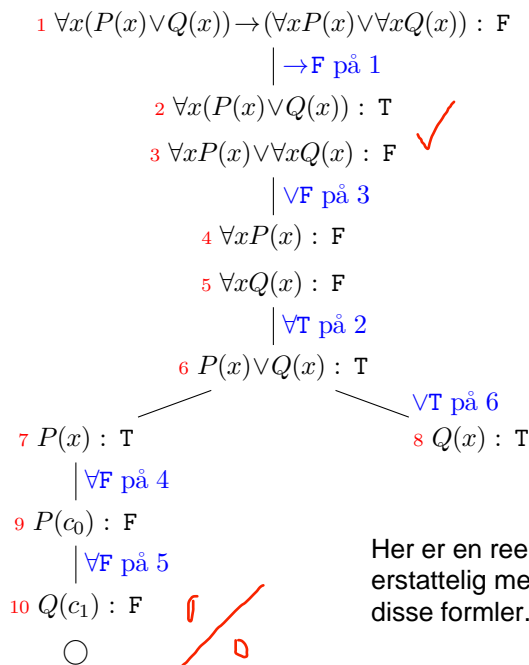 1 ∀x(P(x)∨Q(x))→(∀xP(x)∨∀xQ(x)) : F
→F på 1
2 ∀x(P(x)∨Q(x)) : T
3 ∀xP(x)∨∀xQ(x) : F
∨F på 3
4 ∀xP(x) : F
5 ∀xQ(x) : F
∀T på 2
6 P(x)∨Q(x) : T
∨T på 6
7 P(x) : T
8 Q(x) : T
∀F på 4
9 P(c₀) : F
∀F på 5
10 Q(c₁) : F
Her er en ree
erstattelig me
disse formler.